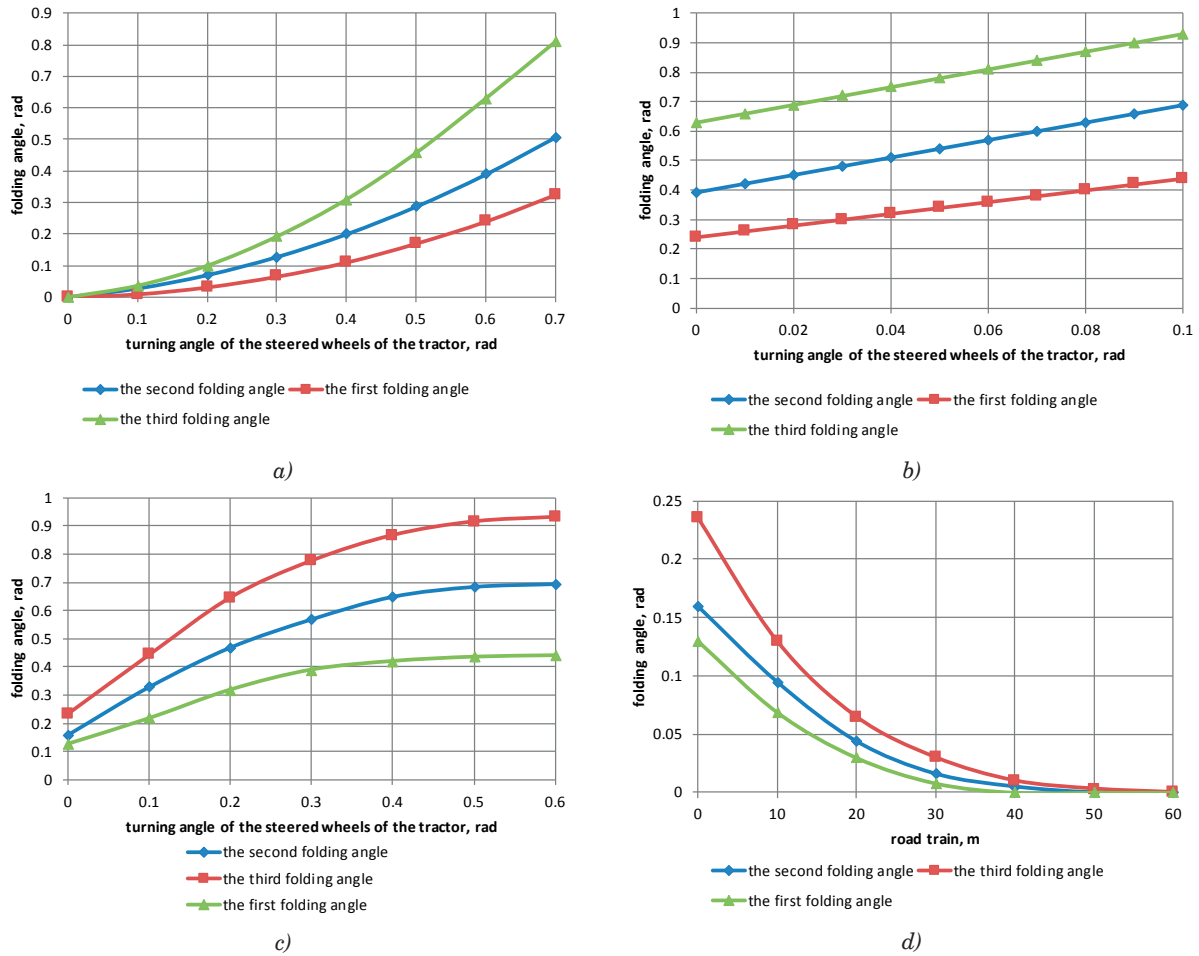 0.9
0.8
0.7
0.6
0.5
0.4
0.3
0.2
0.1
0
folding angle, rad
0 0.1 0.2 0.3 0.4 0.5 0.6 0.7
turning angle of the steered wheels of the tractor, rad
the second folding angle the first folding angle
the third folding angle
a)
1
0.9
0.8
0.7
0.6
0.5
0.4
0.3
0.2
0.1
0
folding angle, rad
0 0.02 0.04 0.06 0.08 0.1
turning angle of the steered wheels of the tractor, rad
the second folding angle the first folding angle
the third folding angle
b)
1
0.9
0.8
0.7
0.6
0.5
0.4
0.3
0.2
0.1
0
folding angle, rad
0 0.1 0.2 0.3 0.4 0.5 0.6
turning angle of the steered wheels of the tractor, rad
the second folding angle
the third folding angle
the first folding angle
c)
0.25
0.2
0.15
0.1
0.05
0
folding angle, rad
0 10 20 30 40 50 60
road train, m
the second folding angle the third folding angle
the first folding angle
d)